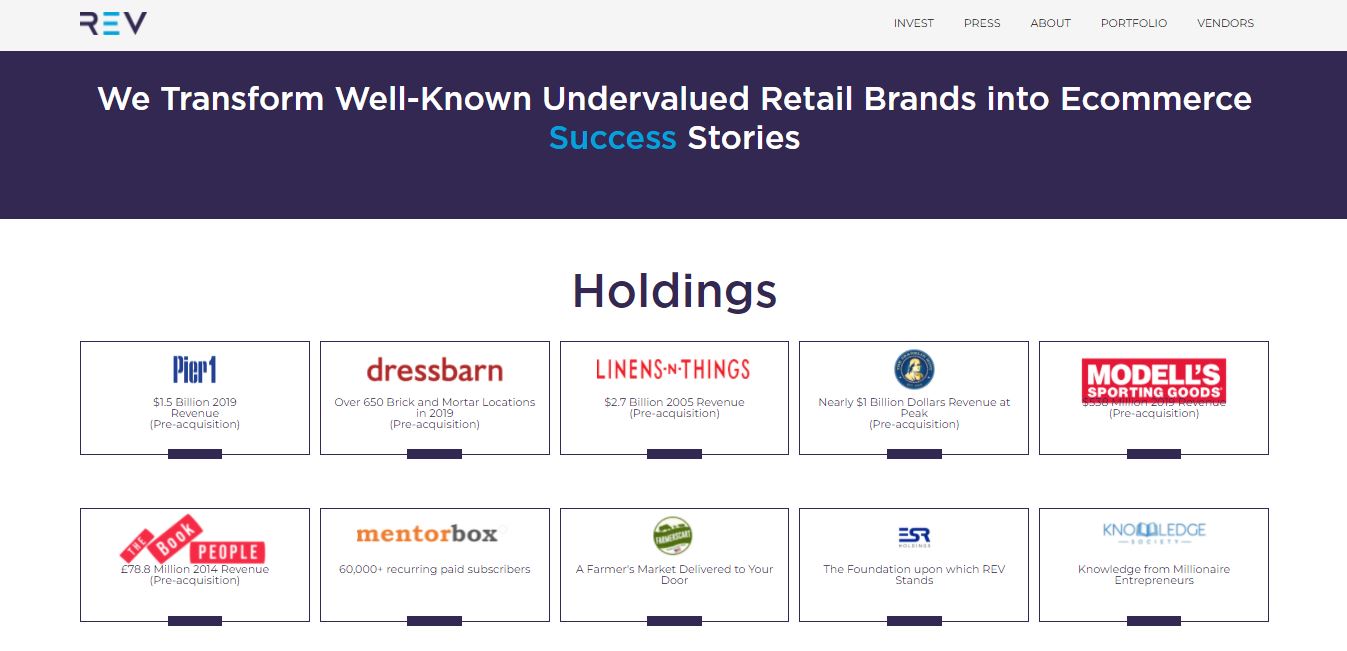 REV
INVEST
PRESS
ABOUT
PORTFOLIO
VENDORS
We Transform Well-Known Undervalued Retail Brands into Ecommerce
Success Stories
Holdings
Pier1
$1.5 Billion 2019
Revenue
(Pre-acquisition)
dressbarn
Over 650 Brick and Mortar Locations
in 2019
(Pre-acquisition)
LINENS-N-THINGS
$2.7 Billion 2005 Revenue
(Pre-acquisition)
Nearly $1 Billion Dollars Revenue at
Peak
(Pre-acquisition)
MODELL'S
SPORTING GOODS
$538 Million 2019 Revenue
(Pre-acquisition)
THE
BOOK
PEOPLE
£78.8 Million 2014 Revenue
(Pre-acquisition)
mentorbox
60,000+ recurring paid subscribers
FARMERSCART
A Farmer's Market Delivered to Your
Door
ESR
HOLDINGS
The Foundation upon which REV
Stands
KNOWLEDGE
SOCIETY
Knowledge from Millionaire
Entrepreneurs